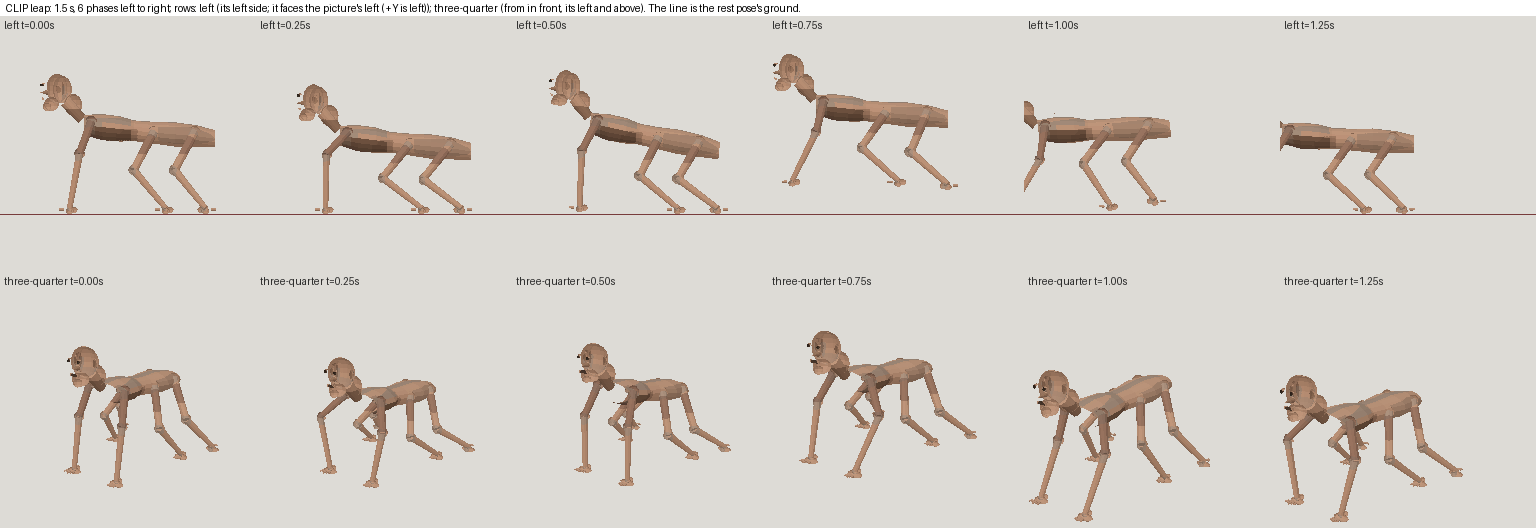 CLIP leap: 1.5 s, 6 phases left to right; rows: left (its left side; it faces the picture's left (+Y is left)); three-quarter (from in front, its left and above). The line is the rest pose's ground.
left t=0.00s left t=0.25s left t=0.50s left t=0.75s left t=1.00s left t=1.25s
three-quarter t=0.00s three-quarter t=0.25s three-quarter t=0.50s three-quarter t=0.75s three-quarter t=1.00s three-quarter t=1.25s